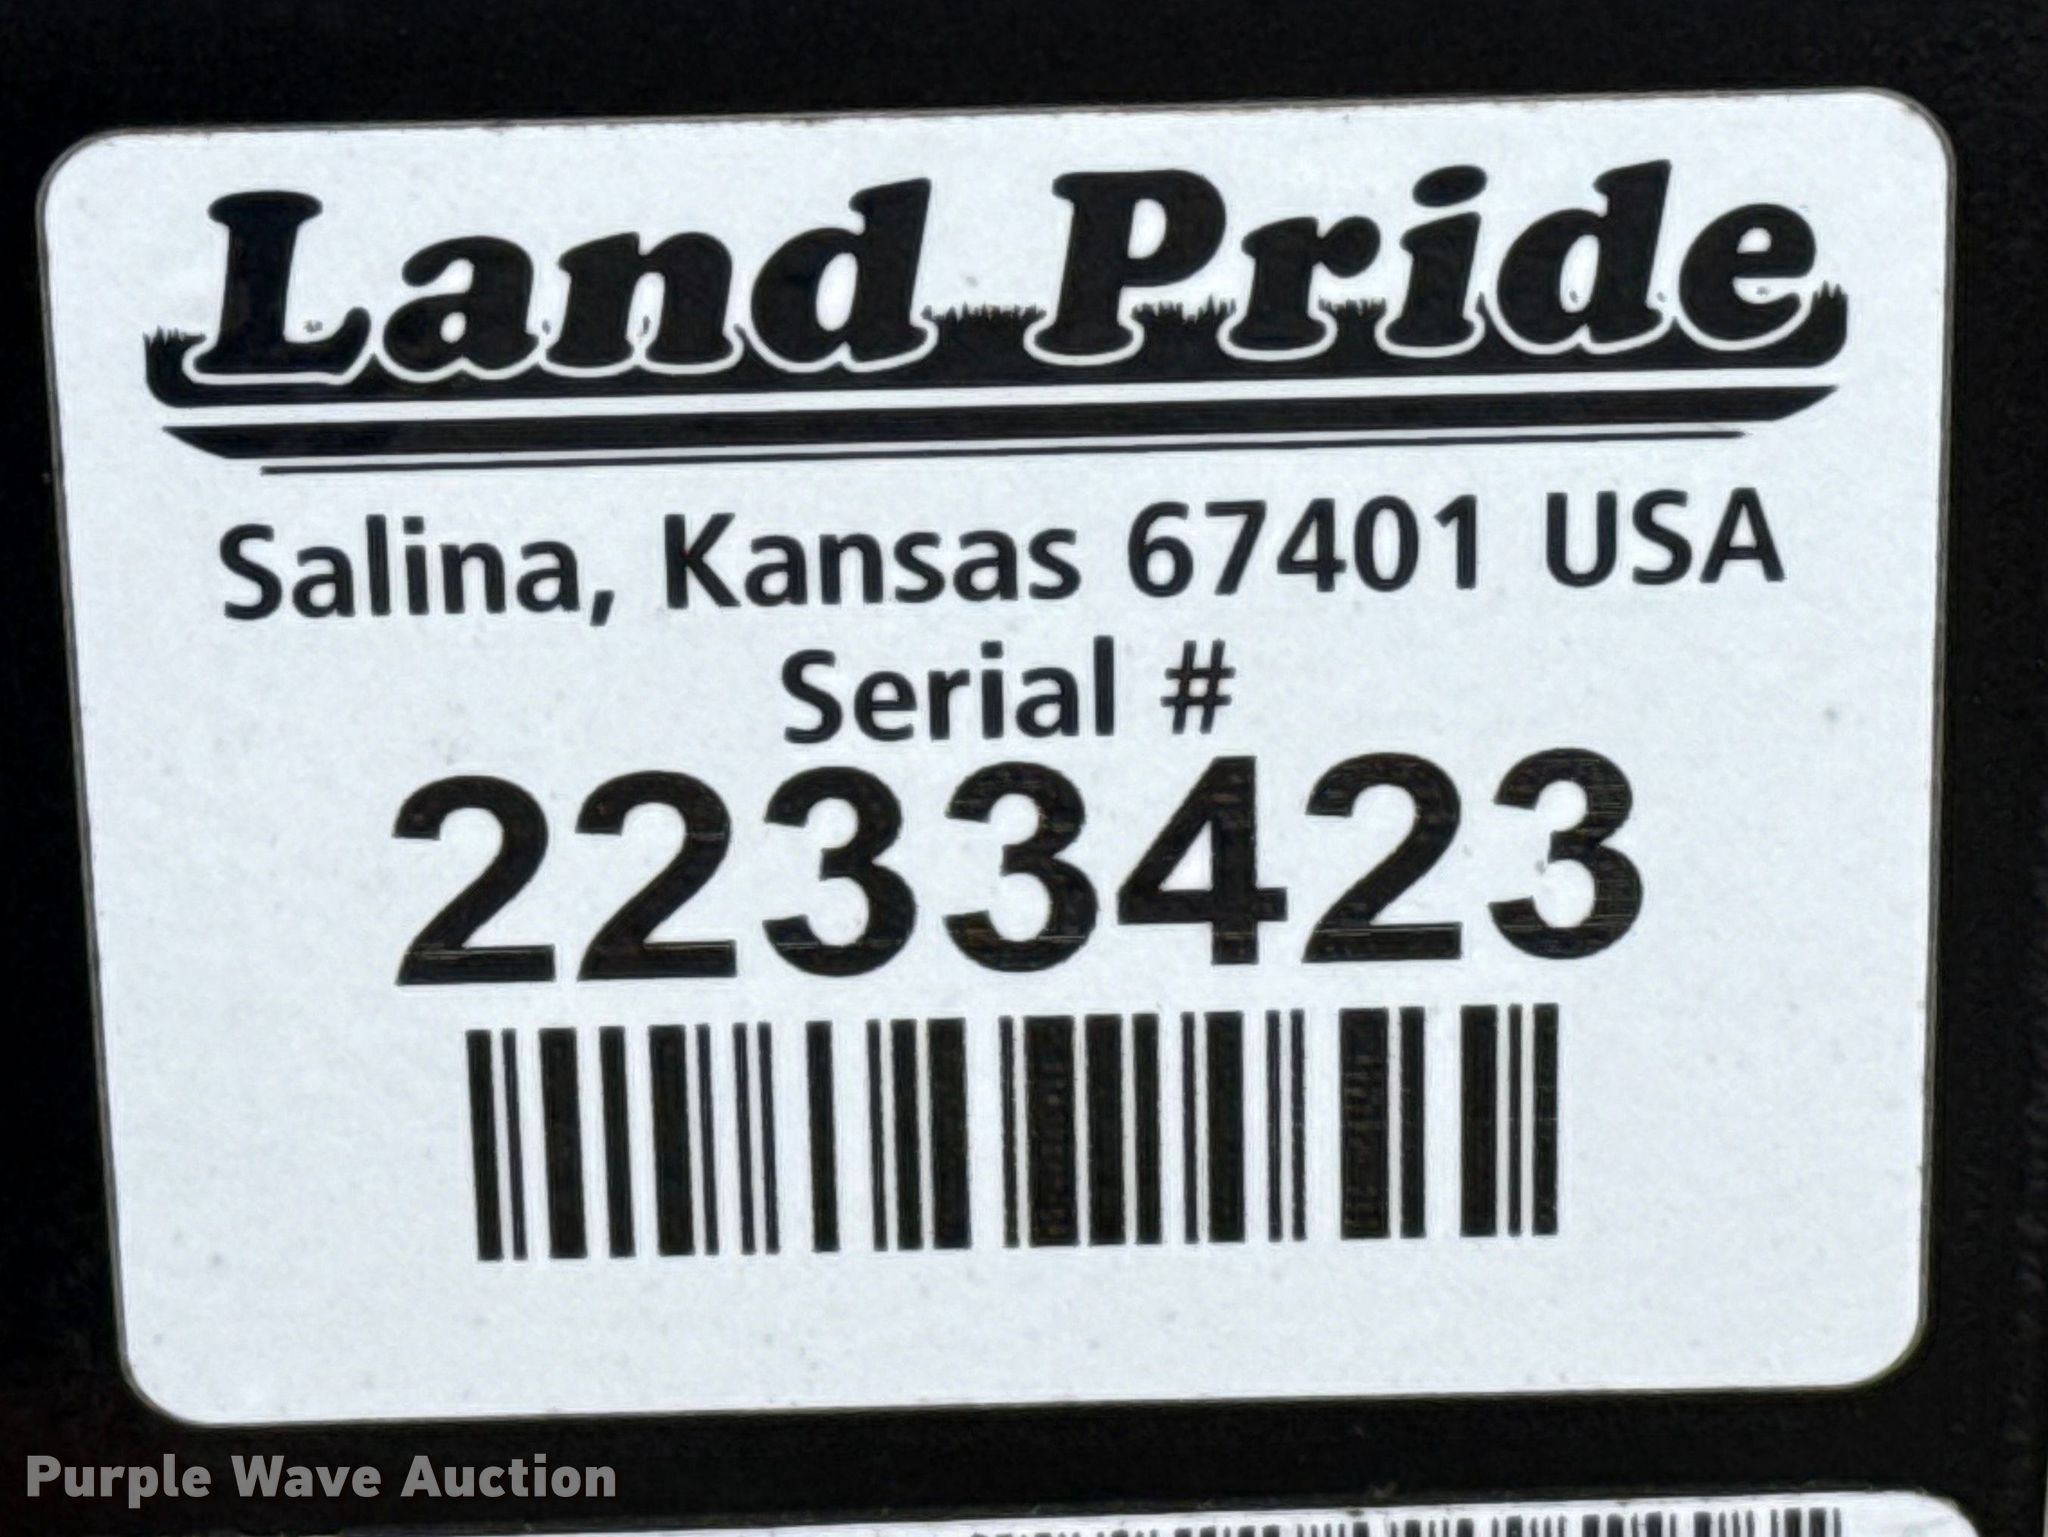 Land Pride
Salina, Kansas 67401 USA
Serial #
2233423
Purple Wave Auction